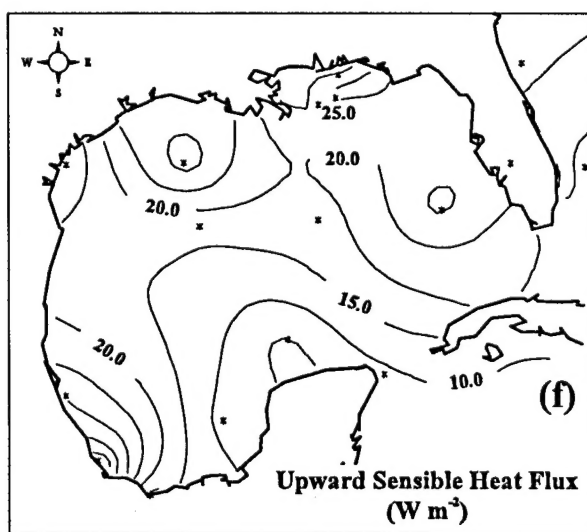 N
W E
S
25.0
20.0
20.0
15.0
20.0
10.0
(f)
Upward Sensible Heat Flux
(W m⁻²)